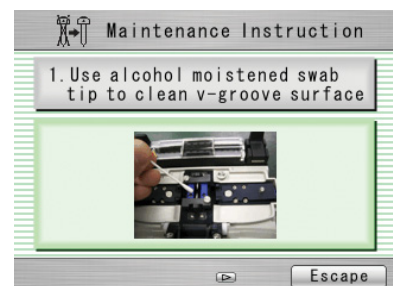 Maintenance Instruction
1. Use alcohol moistened swab
tip to clean v-groove surface
Escape